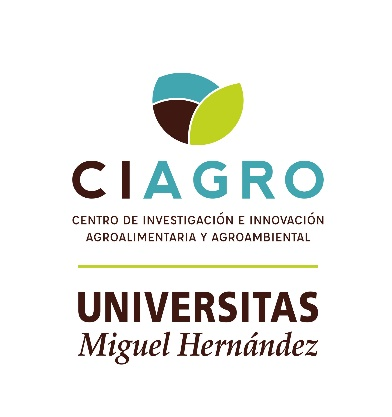 CIAGRO
CENTRO DE INVESTIGACIÓN E INNOVACIÓN
AGROALIMENTARIA Y AGROAMBIENTAL
UNIVERSITAS
Miguel Hernández